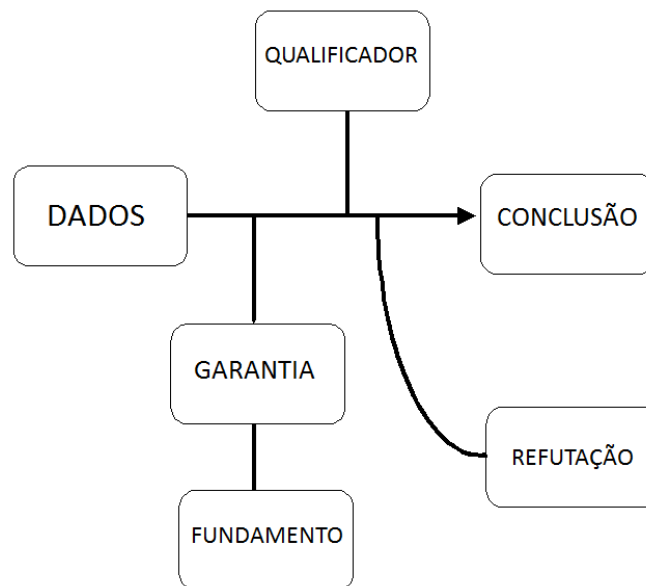 QUALIFICADOR
DADOS
CONCLUSÃO
GARANTIA
REFUTAÇÃO
FUNDAMENTO